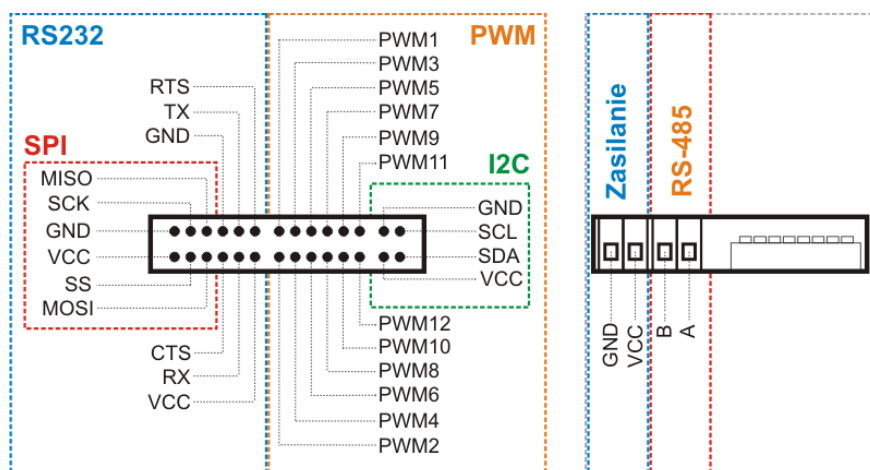 RS232
PWM
PWM1
PWM3
RTS
PWM5
TX
PWM7
GND
PWM9
SPI
PWM11
I2C
MISO
SCK
GND
VCC
SS
MOSI
GND
SCL
SDA
VCC
CTS
RX
VCC
PWM12
PWM10
PWM8
PWM6
PWM4
PWM2
Zasilanie
RS-485
GND
VCC
B
A